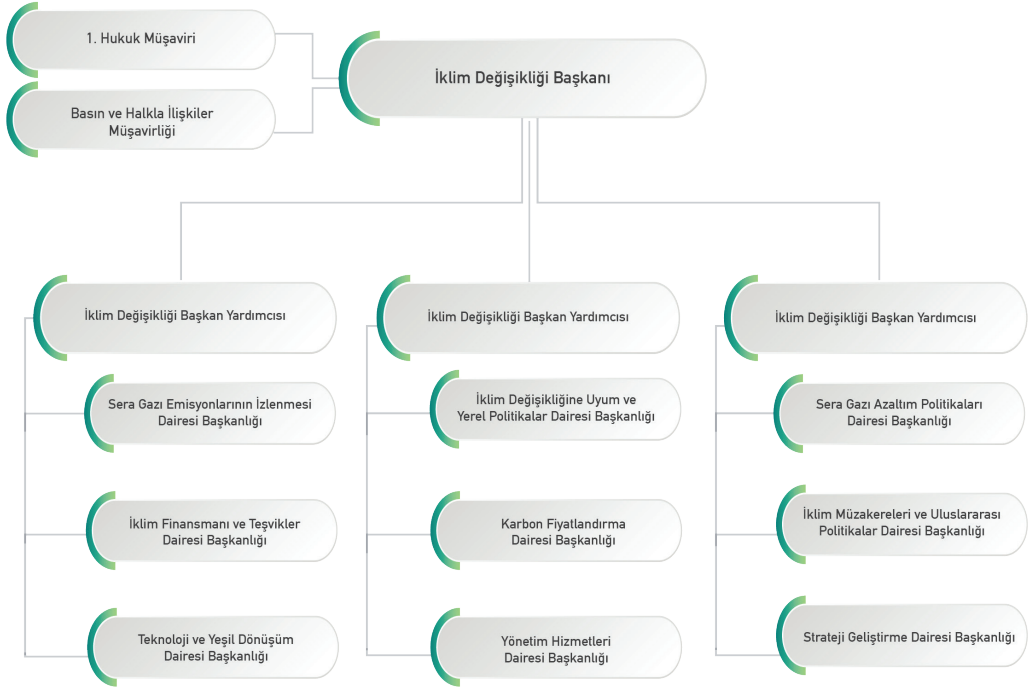 1. Hukuk Müşaviri
Basın ve Halkla İlişkiler
Müşavirliği
İklim Değişikliği Başkanı
İklim Değişikliği Başkan Yardımcısı
Sera Gazı Emisyonlarının İzlenmesi
Dairesi Başkanlığı
İklim Finansmanı ve Teşvikler
Dairesi Başkanlığı
Teknoloji ve Yeşil Dönüşüm
Dairesi Başkanlığı
İklim Değişikliği Başkan Yardımcısı
İklim Değişikliğine Uyum ve
Yerel Politikalar Dairesi Başkanlığı
Karbon Fiyatlandırma
Dairesi Başkanlığı
Yönetim Hizmetleri
Dairesi Başkanlığı
İklim Değişikliği Başkan Yardımcısı
Sera Gazı Azaltım Politikaları
Dairesi Başkanlığı
İklim Müzakereleri ve Uluslararası
Politikalar Dairesi Başkanlığı
Strateji Geliştirme Dairesi Başkanlığı